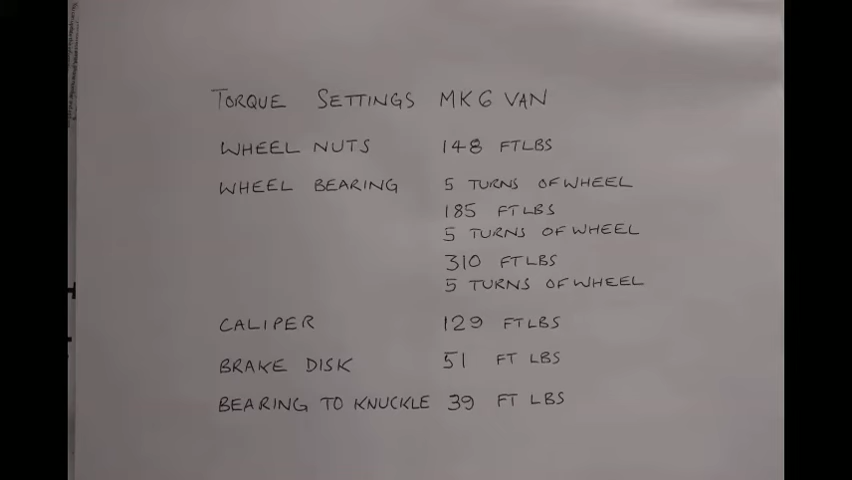 TORQUE SETTINGS MK6 VAN
WHEEL NUTS 148 FTLBS
WHEEL BEARING 5 TURNS OF WHEEL
185 FTLBS
5 TURNS OF WHEEL
310 FTLBS
5 TURNS OF WHEEL
CALIPER 129 FTLBS
BRAKE DISK 51 FT LBS
BEARING TO KNUCKLE 39 FT LBS